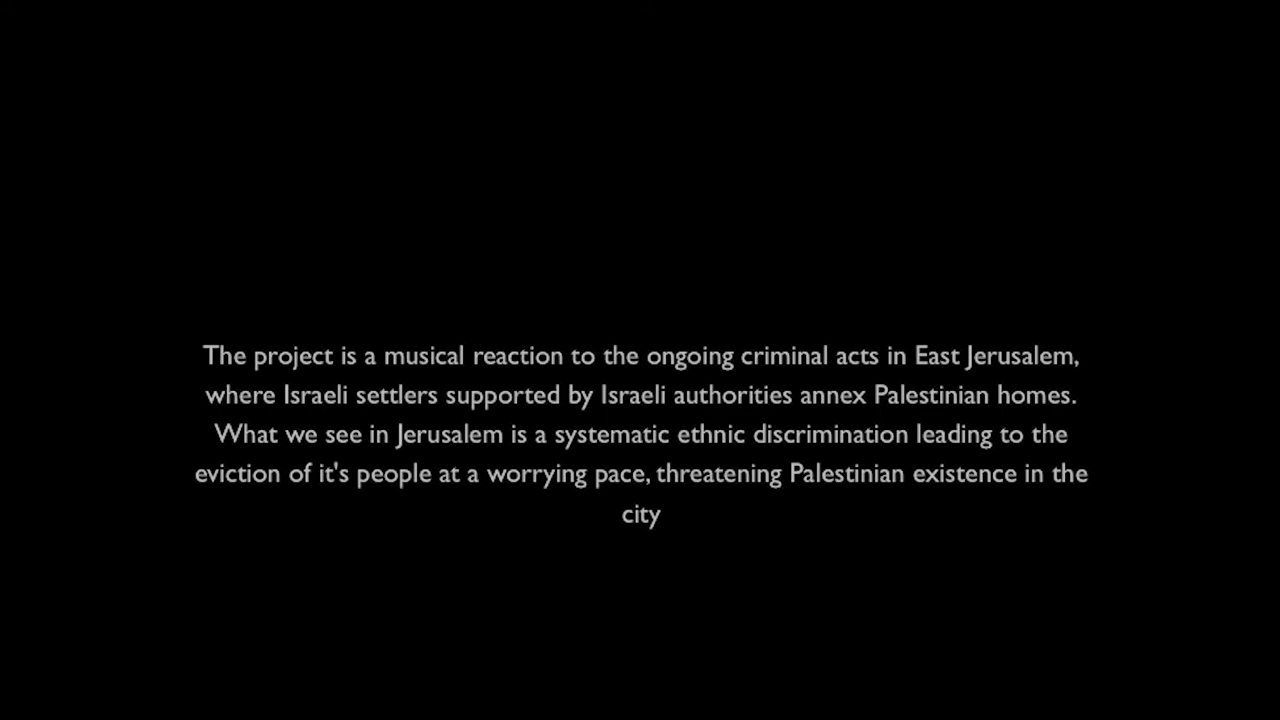 The project is a musical reaction to the ongoing criminal acts in East Jerusalem,
where Israeli settlers supported by Israeli authorities annex Palestinian homes.
What we see in Jerusalem is a systematic ethnic discrimination leading to the
eviction of it's people at a worrying pace, threatening Palestinian existence in the
city